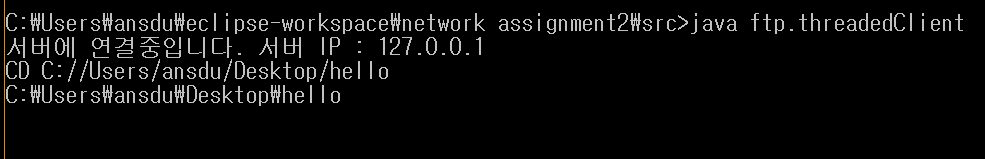 C:₩Users₩ansdu₩eclipse-workspace₩network assignment2₩src>java ftp.threadedClient
서버에 연결중입니다. 서버 IP : 127.0.0.1
CD C://Users/ansdu/Desktop/hello
C:₩Users₩ansdu₩Desktop₩hello